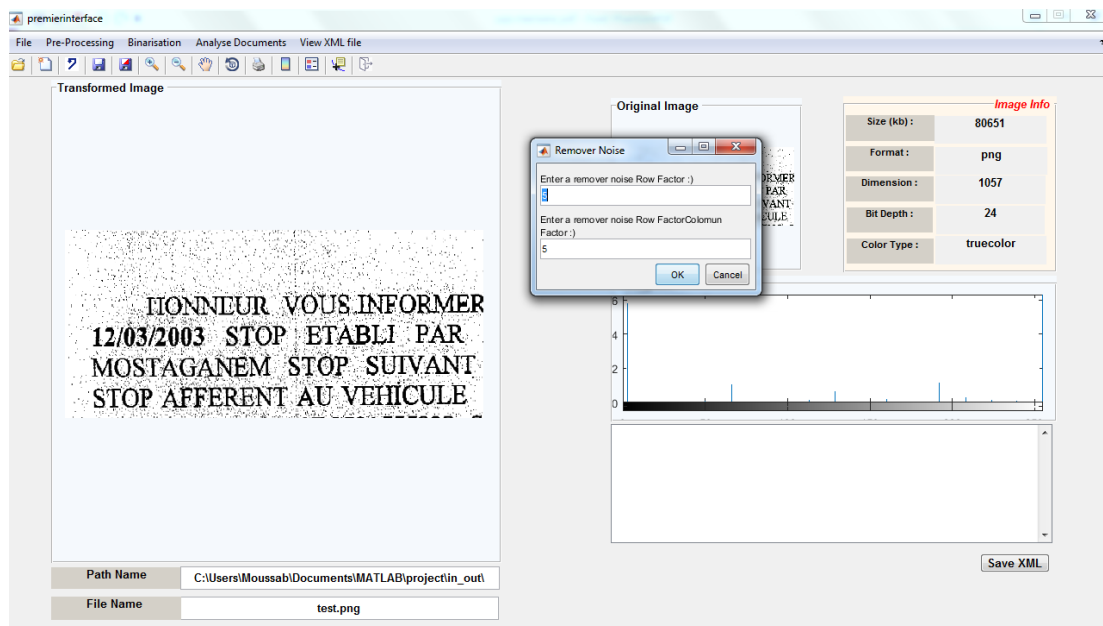 premierinterface
File Pre-Processing Binarisation Analyse Documents View XML file
Transformed Image
HONNEUR VOUS INFORMER
12/03/2003 STOP ETABLI PAR
MOSTAGANEM STOP SUIVANT
STOP AFFERENT AU VEHICULE
Path Name C:\Users\Moussab\Documents\MATLAB\project\in_out\
File Name test.png
Original Image
PAR
Remover Noise
Enter a remover noise Row Factor :)
5
Enter a remover noise Row FactorColomun
Factor :)
5
OK Cancel
Image Info
Size (kb) : 80651
Format : png
Dimension : 1057
Bit Depth : 24
Color Type : truecolor
6
4
2
0
Save XML